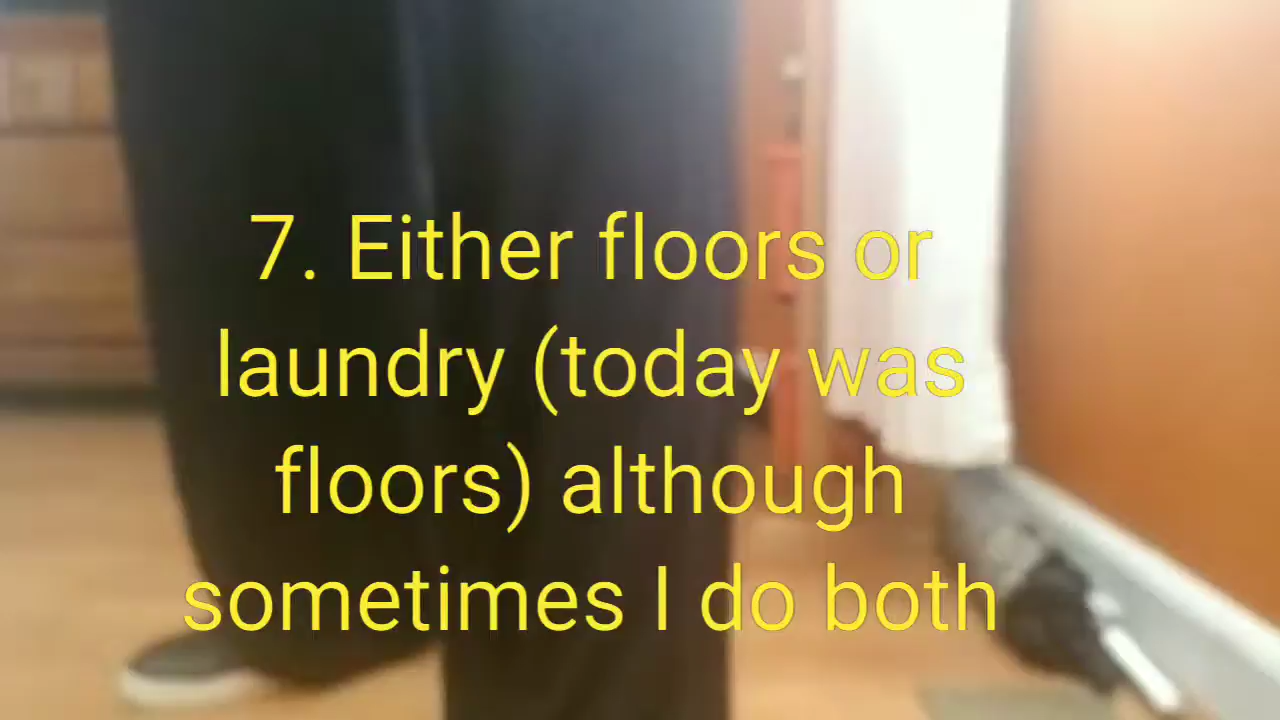 7. Either floors or
laundry (today was
floors) although
sometimes I do both